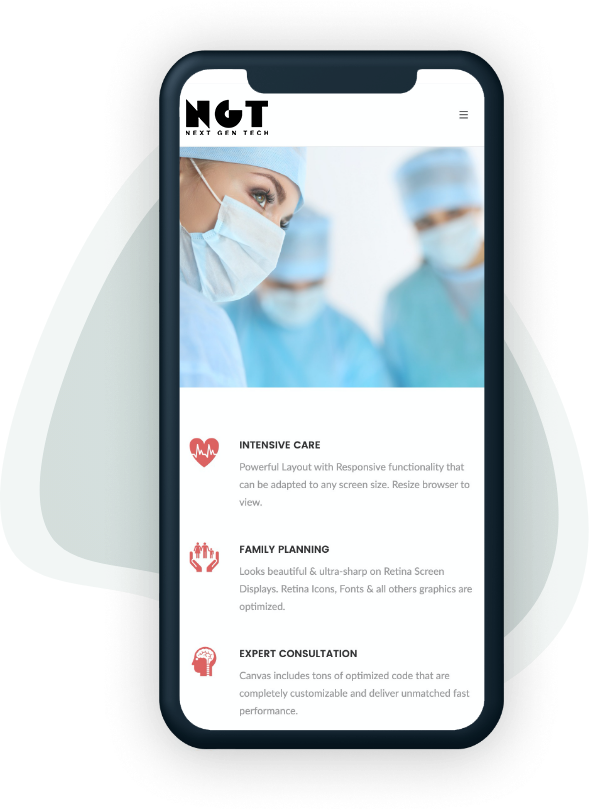 NGT
NEXT GEN TECH
INTENSIVE CARE
Powerful Layout with Responsive functionality that
can be adapted to any screen size. Resize browser to
view.
FAMILY PLANNING
Looks beautiful & ultra-sharp on Retina Screen
Displays. Retina Icons, Fonts & all others graphics are
optimized.
EXPERT CONSULTATION
Canvas includes tons of optimized code that are
completely customizable and deliver unmatched fast
performance.